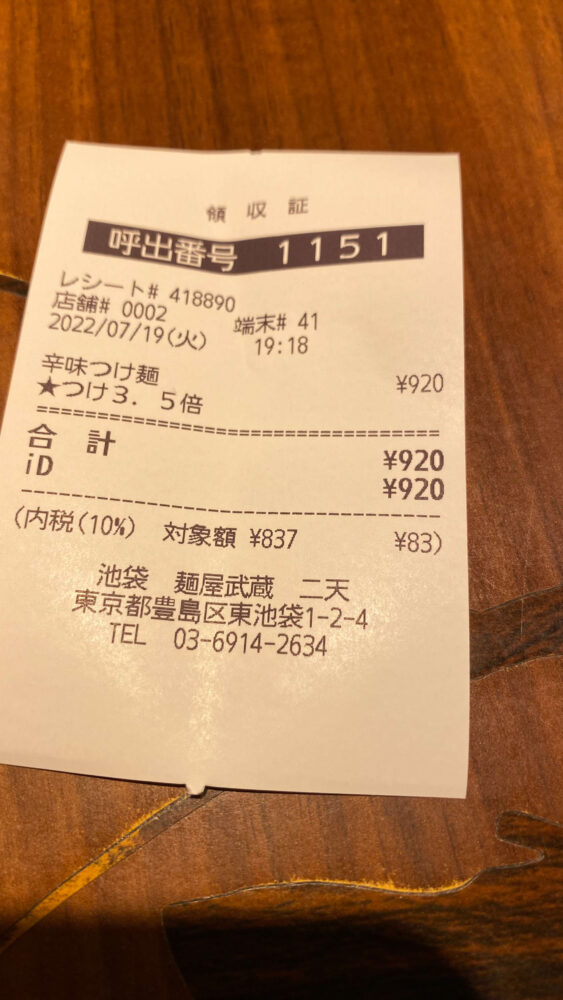 領収証
呼出番号 1151
レシート# 418890
店舗# 0002 端末# 41
2022/07/19(火) 19:18
辛味つけ麺 ¥920
★つけ3.5倍
合計 ¥920
iD ¥920
(内税(10%) 対象額 ¥837 ¥83)
池袋 麺屋武蔵 二天
東京都豊島区東池袋1-2-4
TEL 03-6914-2634